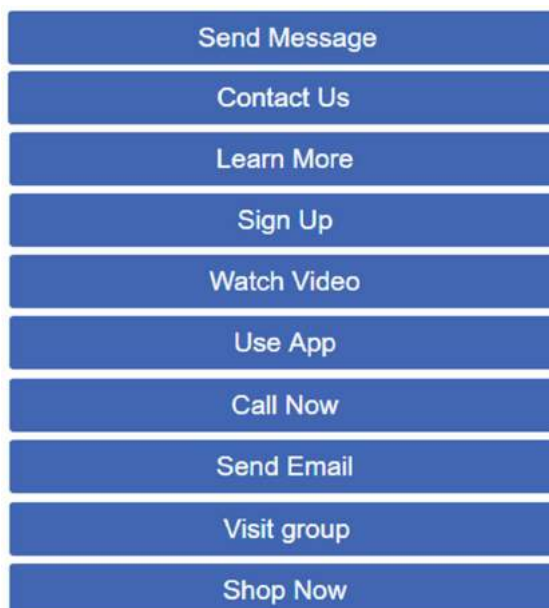 Send Message
Contact Us
Learn More
Sign Up
Watch Video
Use App
Call Now
Send Email
Visit group
Shop Now